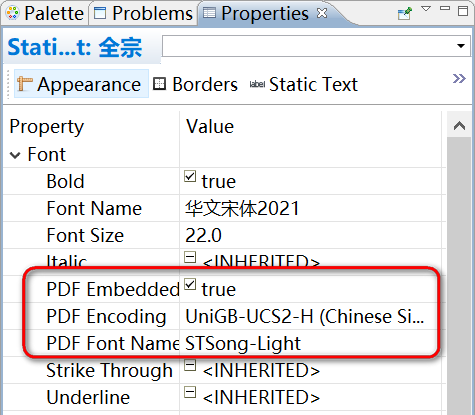 Palette Problems Properties
Stati...t: 全宗
Appearance Borders label Static Text
Property Value
Font
Bold true
Font Name 华文宋体2021
Font Size 22.0
Italic <INHERITED>
PDF Embedded true
PDF Encoding UniGB-UCS2-H (Chinese Si...
PDF Font Name STSong-Light
Strike Through <INHERITED>
Underline <INHERITED>